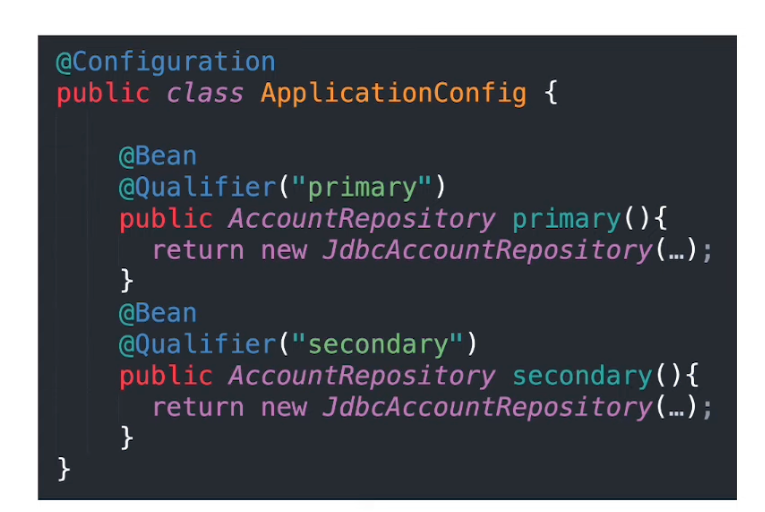 @Configuration
public class ApplicationConfig {
@Bean
@Qualifier("primary")
public AccountRepository primary(){
return new JdbcAccountRepository(…);
}
@Bean
@Qualifier("secondary")
public AccountRepository secondary(){
return new JdbcAccountRepository(…);
}
}